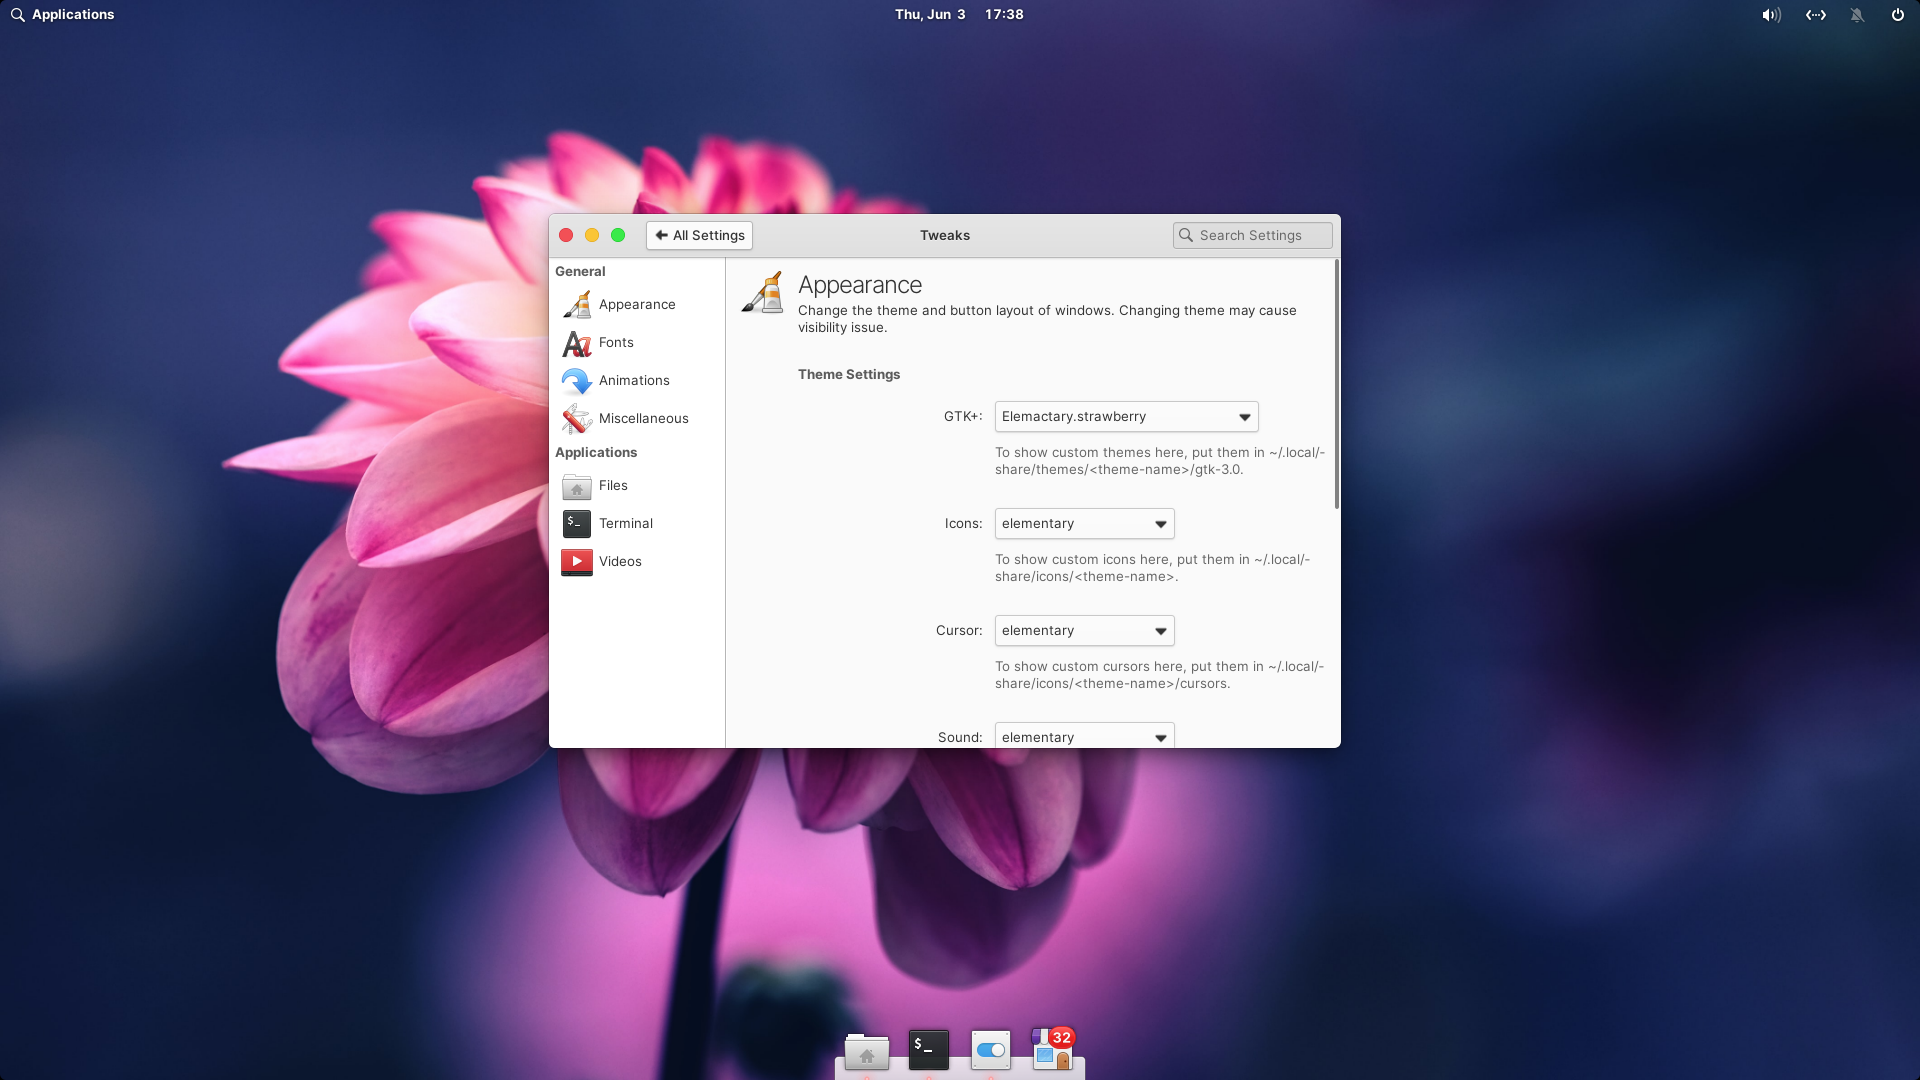 Applications
Thu, Jun 3 17:38
All Settings
Tweaks
Search Settings
General
Appearance
Fonts
Animations
Miscellaneous
Applications
Files
Terminal
Videos
Appearance
Change the theme and button layout of windows. Changing theme may cause
visibility issue.
Theme Settings
GTK+: Elemactary.strawberry
To show custom themes here, put them in ~/.local/-
share/themes/<theme-name>/gtk-3.0.
Icons: elementary
To show custom icons here, put them in ~/.local/-
share/icons/<theme-name>.
Cursor: elementary
To show custom cursors here, put them in ~/.local/-
share/icons/<theme-name>/cursors.
Sound: elementary
$_
$_
32